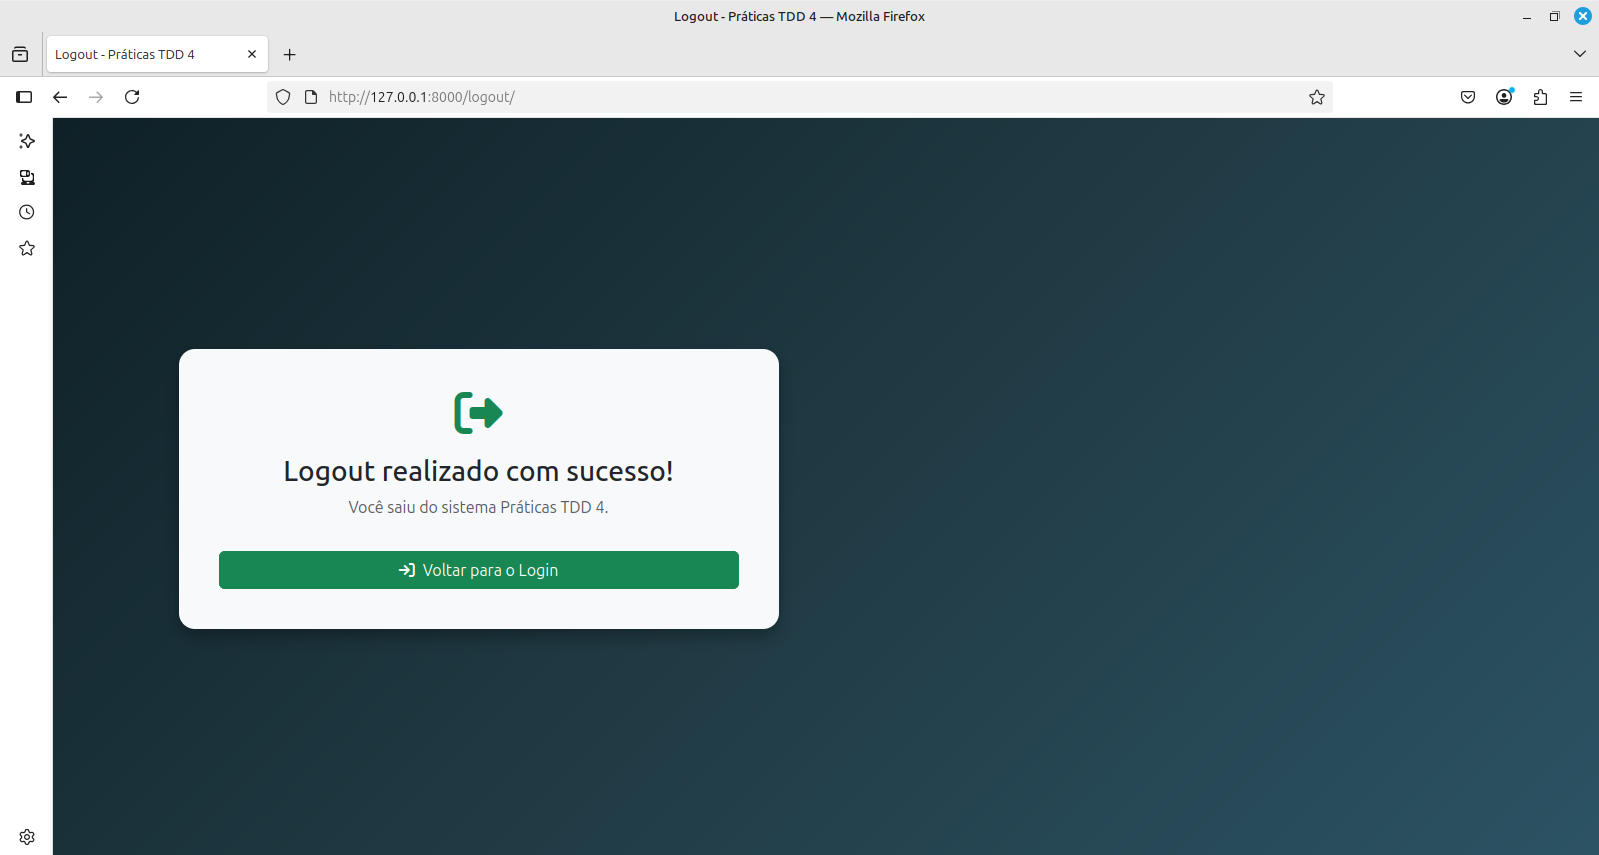 Logout - Práticas TDD 4 — Mozilla Firefox
Logout - Práticas TDD 4
http://127.0.0.1:8000/logout/
Logout realizado com sucesso!
Você saiu do sistema Práticas TDD 4.
Voltar para o Login